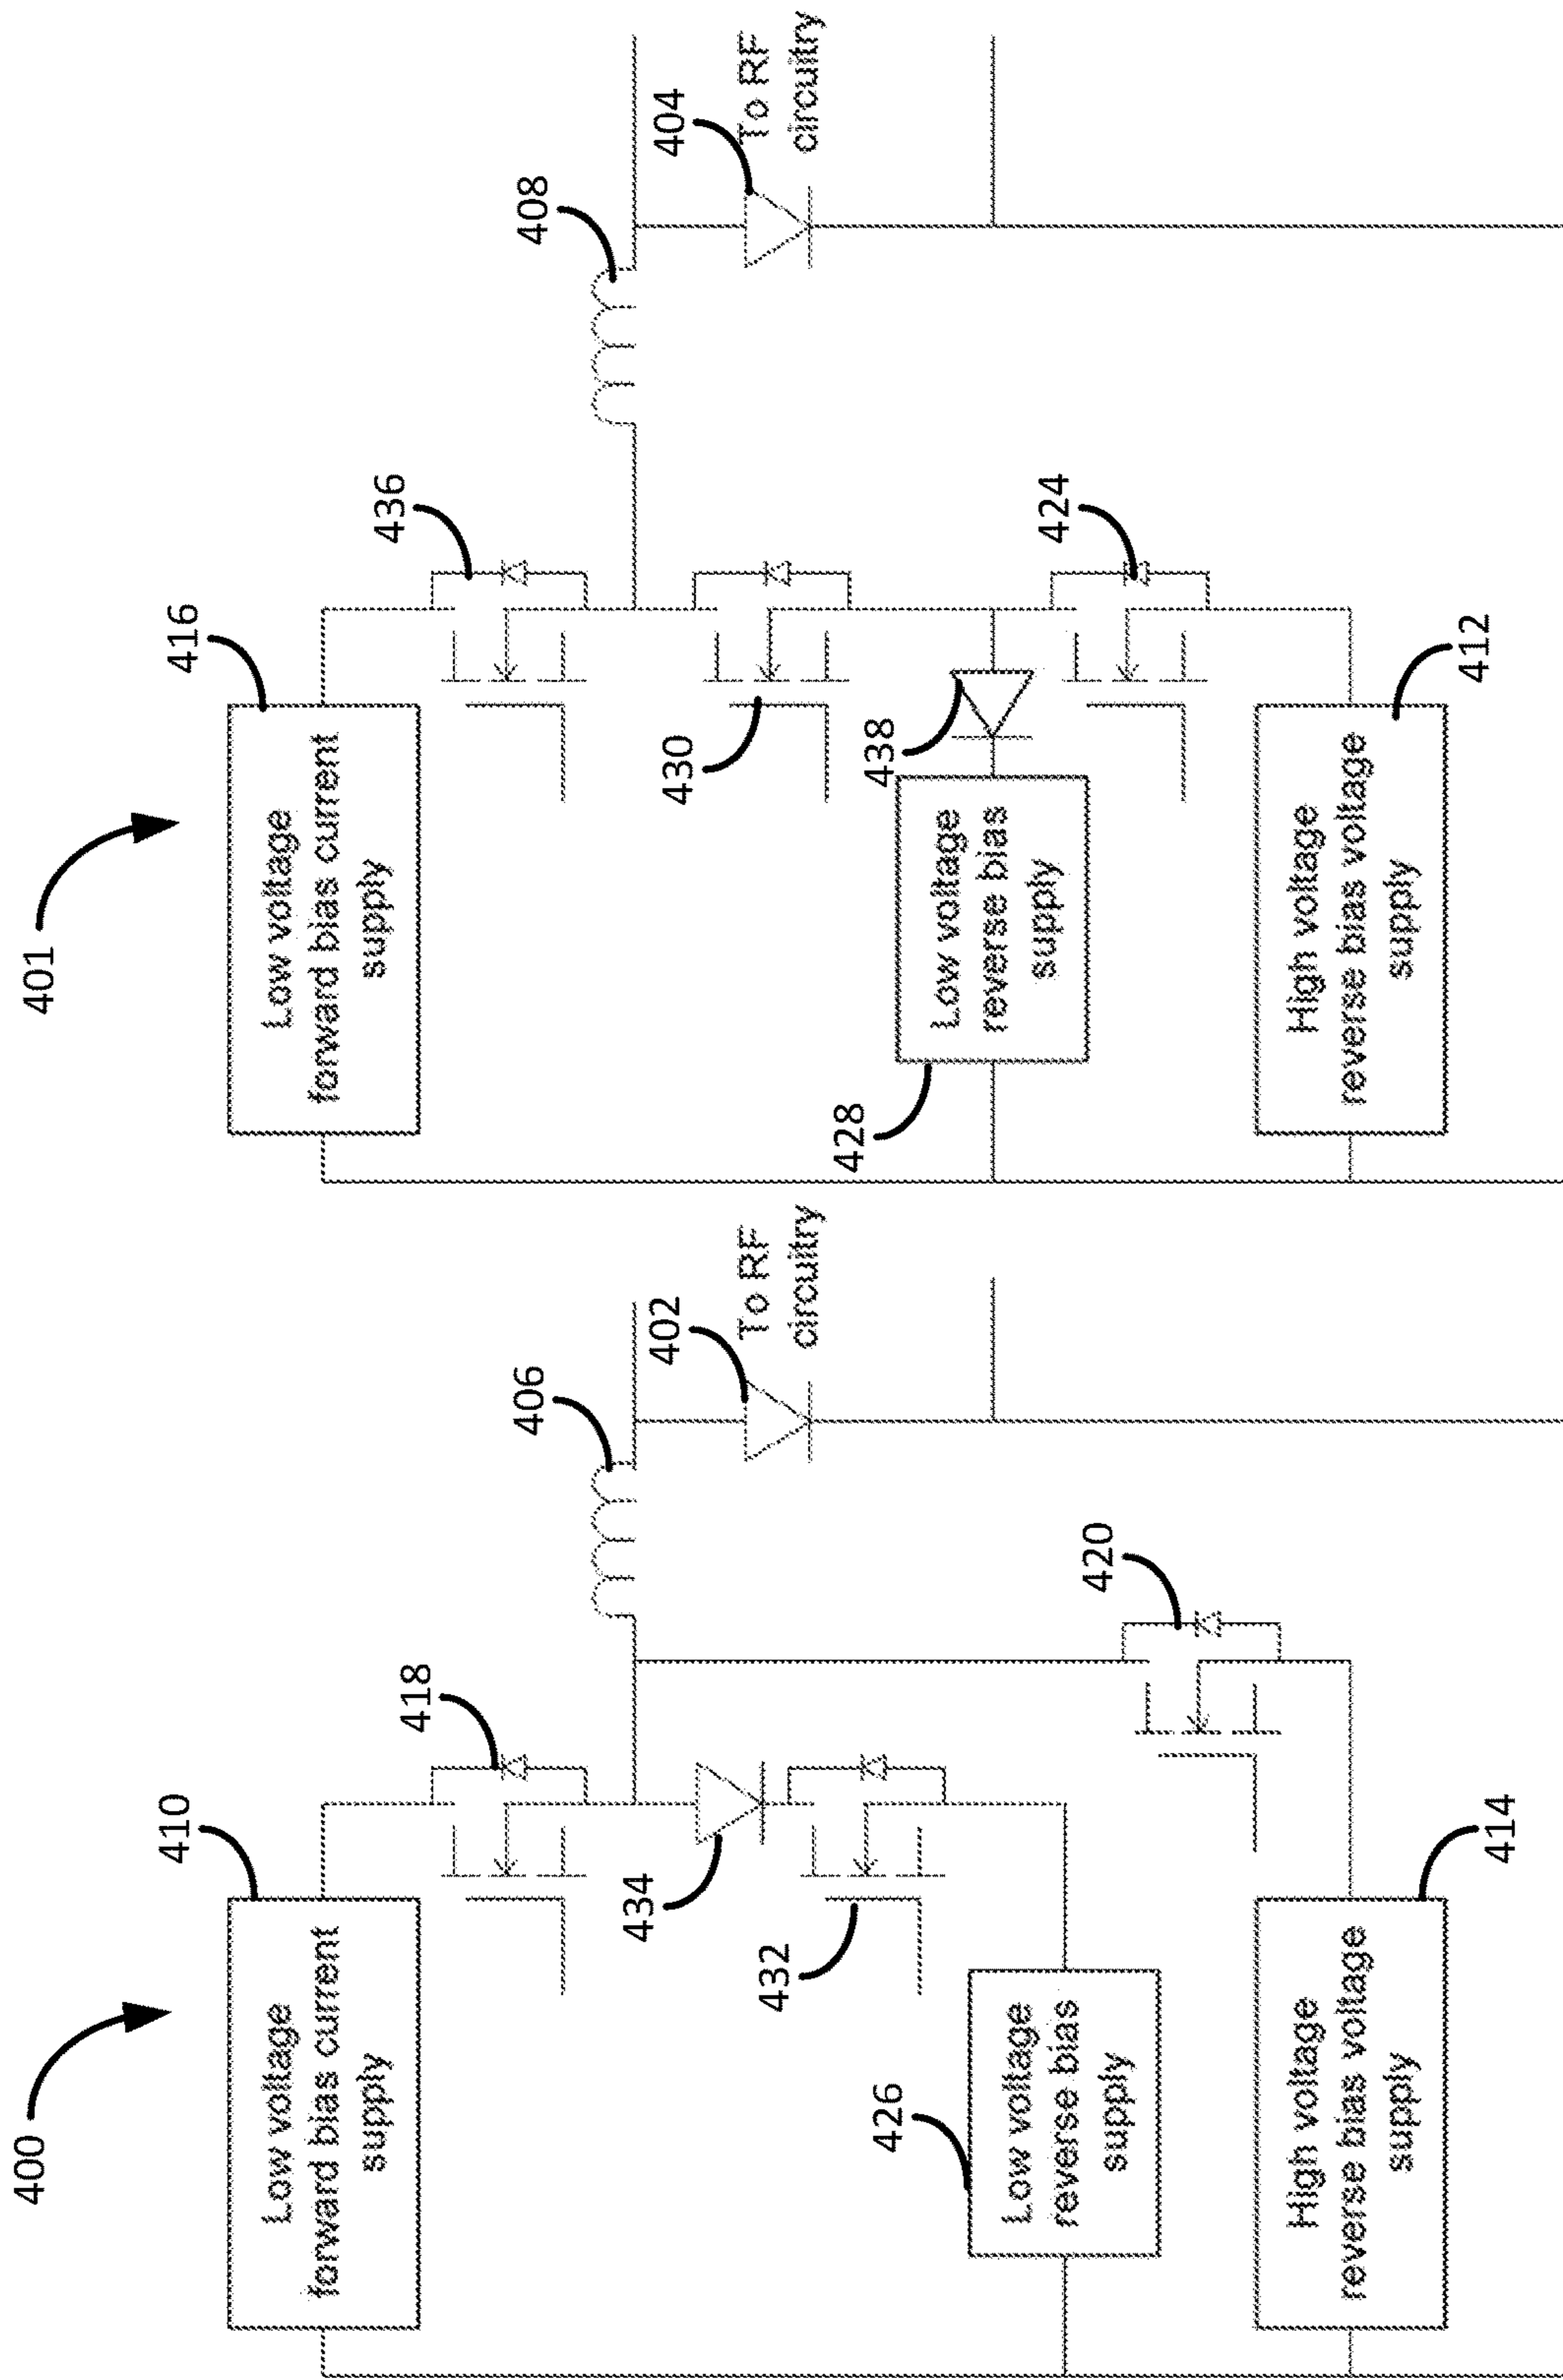 400
410
Low voltage
forward bias current
supply
418
434
432
426
Low voltage
reverse bias
supply
414
High voltage
reverse bias voltage
supply
420
406
402
To RF
circuitry
401
416
Low voltage
forward bias current
supply
436
430
438
428
Low voltage
reverse bias
supply
424
412
High voltage
reverse bias voltage
supply
408
404
To RF
circuitry